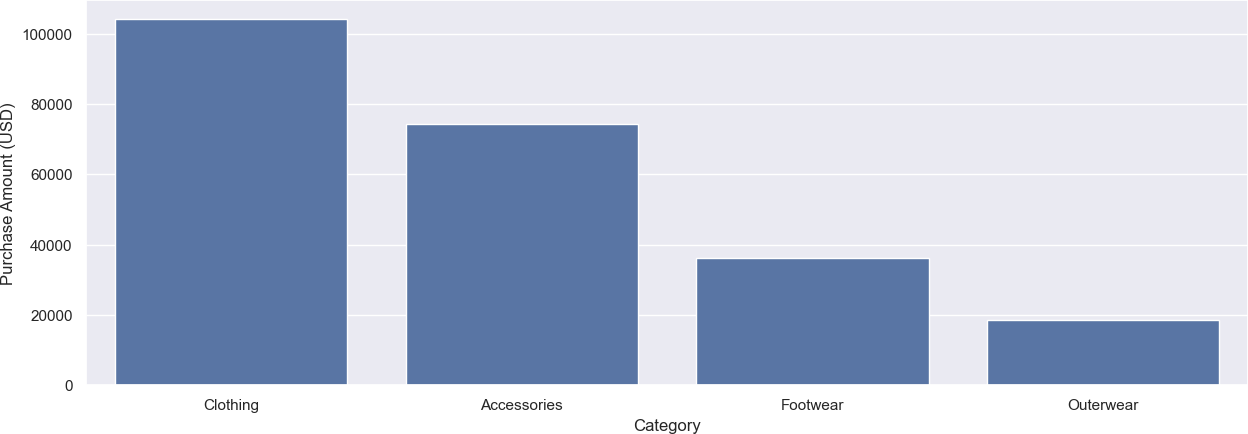 Purchase Amount (USD)
100000
80000
60000
40000
20000
0
Clothing Accessories Footwear Outerwear
Category